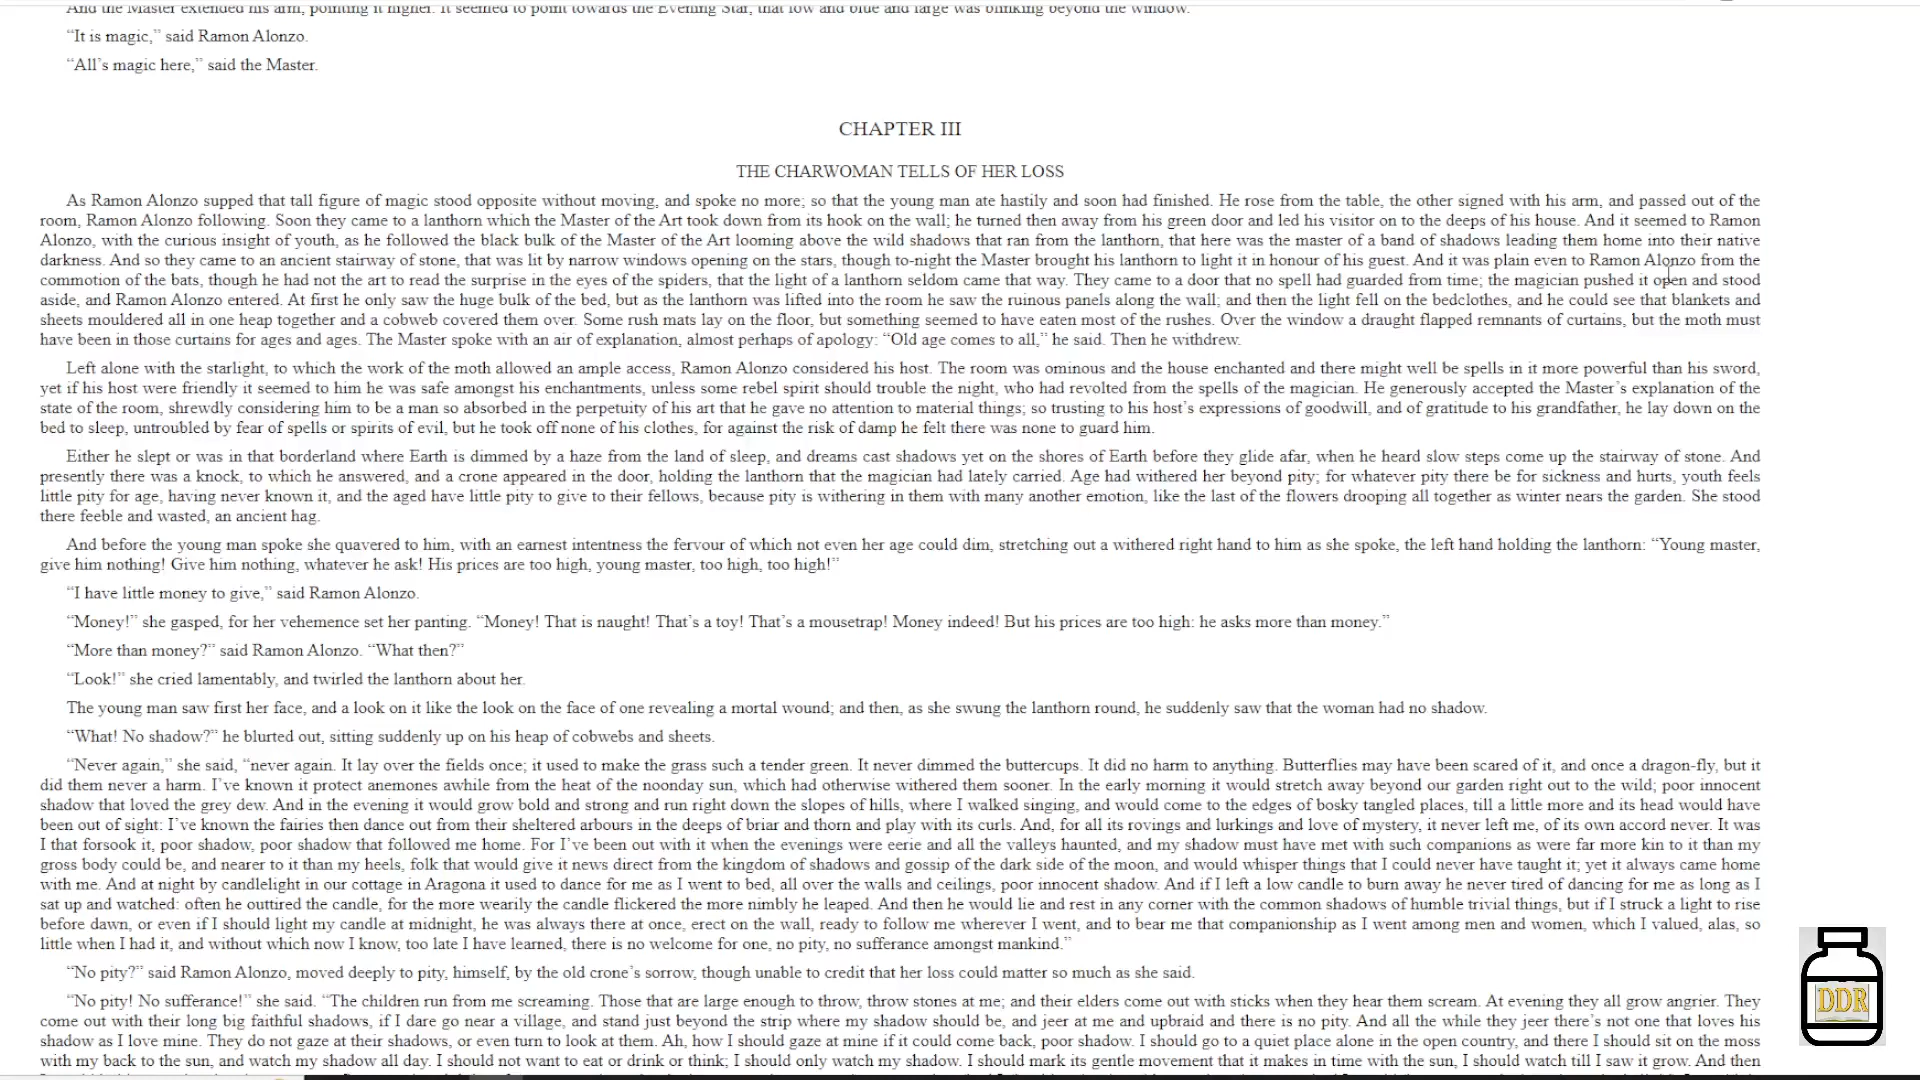 And the Master extended his arm, pointing it higher. It seemed to point towards the Evening Star, that low and blue and large was blinking beyond the window.
“It is magic,” said Ramon Alonzo.
“All’s magic here,” said the Master.
CHAPTER III
THE CHARWOMAN TELLS OF HER LOSS
As Ramon Alonzo supped that tall figure of magic stood opposite without moving, and spoke no more; so that the young man ate hastily and soon had finished. He rose from the table, the other signed with his arm, and passed out of the
room, Ramon Alonzo following. Soon they came to a lanthorn which the Master of the Art took down from its hook on the wall; he turned then away from his green door and led his visitor on to the deeps of his house. And it seemed to Ramon
Alonzo, with the curious insight of youth, as he followed the black bulk of the Master of the Art looming above the wild shadows that ran from the lanthorn, that here was the master of a band of shadows leading them home into their native
darkness. And so they came to an ancient stairway of stone, that was lit by narrow windows opening on the stars, though to-night the Master brought his lanthorn to light it in honour of his guest. And it was plain even to Ramon Alonzo from the
commotion of the bats, though he had not the art to read the surprise in the eyes of the spiders, that the light of a lanthorn seldom came that way. They came to a door that no spell had guarded from time; the magician pushed it open and stood
aside, and Ramon Alonzo entered. At first he only saw the huge bulk of the bed, but as the lanthorn was lifted into the room he saw the ruinous panels along the wall; and then the light fell on the bedclothes, and he could see that blankets and
sheets mouldered all in one heap together and a cobweb covered them over. Some rush mats lay on the floor, but something seemed to have eaten most of the rushes. Over the window a draught flapped remnants of curtains, but the moth must
have been in those curtains for ages and ages. The Master spoke with an air of explanation, almost perhaps of apology: “Old age comes to all,” he said. Then he withdrew.
Left alone with the starlight, to which the work of the moth allowed an ample access, Ramon Alonzo considered his host. The room was ominous and the house enchanted and there might well be spells in it more powerful than his sword,
yet if his host were friendly it seemed to him he was safe amongst his enchantments, unless some rebel spirit should trouble the night, who had revolted from the spells of the magician. He generously accepted the Master’s explanation of the
state of the room, shrewdly considering him to be a man so absorbed in the perpetuity of his art that he gave no attention to material things; so trusting to his host’s expressions of goodwill, and of gratitude to his grandfather, he lay down on the
bed to sleep, untroubled by fear of spells or spirits of evil, but he took off none of his clothes, for against the risk of damp he felt there was none to guard him.
Either he slept or was in that borderland where Earth is dimmed by a haze from the land of sleep, and dreams cast shadows yet on the shores of Earth before they glide afar, when he heard slow steps come up the stairway of stone. And
presently there was a knock, to which he answered, and a crone appeared in the door, holding the lanthorn that the magician had lately carried. Age had withered her beyond pity; for whatever pity there be for sickness and hurts, youth feels
little pity for age, having never known it, and the aged have little pity to give to their fellows, because pity is withering in them with many another emotion, like the last of the flowers drooping all together as winter nears the garden. She stood
there feeble and wasted, an ancient hag.
And before the young man spoke she quavered to him, with an earnest intentness the fervour of which not even her age could dim, stretching out a withered right hand to him as she spoke, the left hand holding the lanthorn: “Young master,
give him nothing! Give him nothing, whatever he ask! His prices are too high, young master, too high, too high!”
“I have little money to give,” said Ramon Alonzo.
“Money!” she gasped, for her vehemence set her panting. “Money! That is naught! That’s a toy! That’s a mousetrap! Money indeed! But his prices are too high: he asks more than money.”
“More than money?” said Ramon Alonzo. “What then?”
“Look!” she cried lamentably, and twirled the lanthorn about her.
The young man saw first her face, and a look on it like the look on the face of one revealing a mortal wound; and then, as she swung the lanthorn round, he suddenly saw that the woman had no shadow.
“What! No shadow?” he blurted out, sitting suddenly up on his heap of cobwebs and sheets.
“Never again,” she said, “never again. It lay over the fields once; it used to make the grass such a tender green. It never dimmed the buttercups. It did no harm to anything. Butterflies may have been scared of it, and once a dragon-fly, but it
did them never a harm. I’ve known it protect anemones awhile from the heat of the noonday sun, which had otherwise withered them sooner. In the early morning it would stretch away beyond our garden right out to the wild; poor innocent
shadow that loved the grey dew. And in the evening it would grow bold and strong and run right down the slopes of hills, where I walked singing, and would come to the edges of bosky tangled places, till a little more and its head would have
been out of sight: I’ve known the fairies then dance out from their sheltered arbours in the deeps of briar and thorn and play with its curls. And, for all its rovings and lurkings and love of mystery, it never left me, of its own accord never. It was
I that forsook it, poor shadow, poor shadow that followed me home. For I’ve been out with it when the evenings were eerie and all the valleys haunted, and my shadow must have met with such companions as were far more kin to it than my
gross body could be, and nearer to it than my heels, folk that would give it news direct from the kingdom of shadows and gossip of the dark side of the moon, and would whisper things that I could never have taught it; yet it always came home
with me. And at night by candlelight in our cottage in Aragona it used to dance for me as I went to bed, all over the walls and ceilings, poor innocent shadow. And if I left a low candle to burn away he never tired of dancing for me as long as I
sat up and watched: often he outtired the candle, for the more wearily the candle flickered the more nimbly he leaped. And then he would lie and rest in any corner with the common shadows of humble trivial things, but if I struck a light to rise
before dawn, or even if I should light my candle at midnight, he was always there at once, erect on the wall, ready to follow me wherever I went, and to bear me that companionship as I went among men and women, which I valued, alas, so
little when I had it, and without which now I know, too late I have learned, there is no welcome for one, no pity, no sufferance amongst mankind.”
“No pity?” said Ramon Alonzo, moved deeply to pity, himself, by the old crone’s sorrow, though unable to credit that her loss could matter so much as she said.
“No pity! No sufferance!” she said. “The children run from me screaming. Those that are large enough to throw, throw stones at me; and their elders come out with sticks when they hear them scream. At evening they all grow angrier. They
come out with their long big faithful shadows, if I dare go near a village, and stand just beyond the strip where my shadow should be, and jeer at me and upbraid and there is no pity. And all the while they jeer there’s not one that loves his
shadow as I love mine. They do not gaze at their shadows, or even turn to look at them. Ah, how I should gaze at mine if it could come back, poor shadow. I should go to a quiet place alone in the open country, and there I should sit on the moss
with my back to the sun, and watch my shadow all day. I should not want to eat or drink or think; I should only watch my shadow. I should mark its gentle movement that it makes in time with the sun, I should watch till I saw it grow. And then
DDR